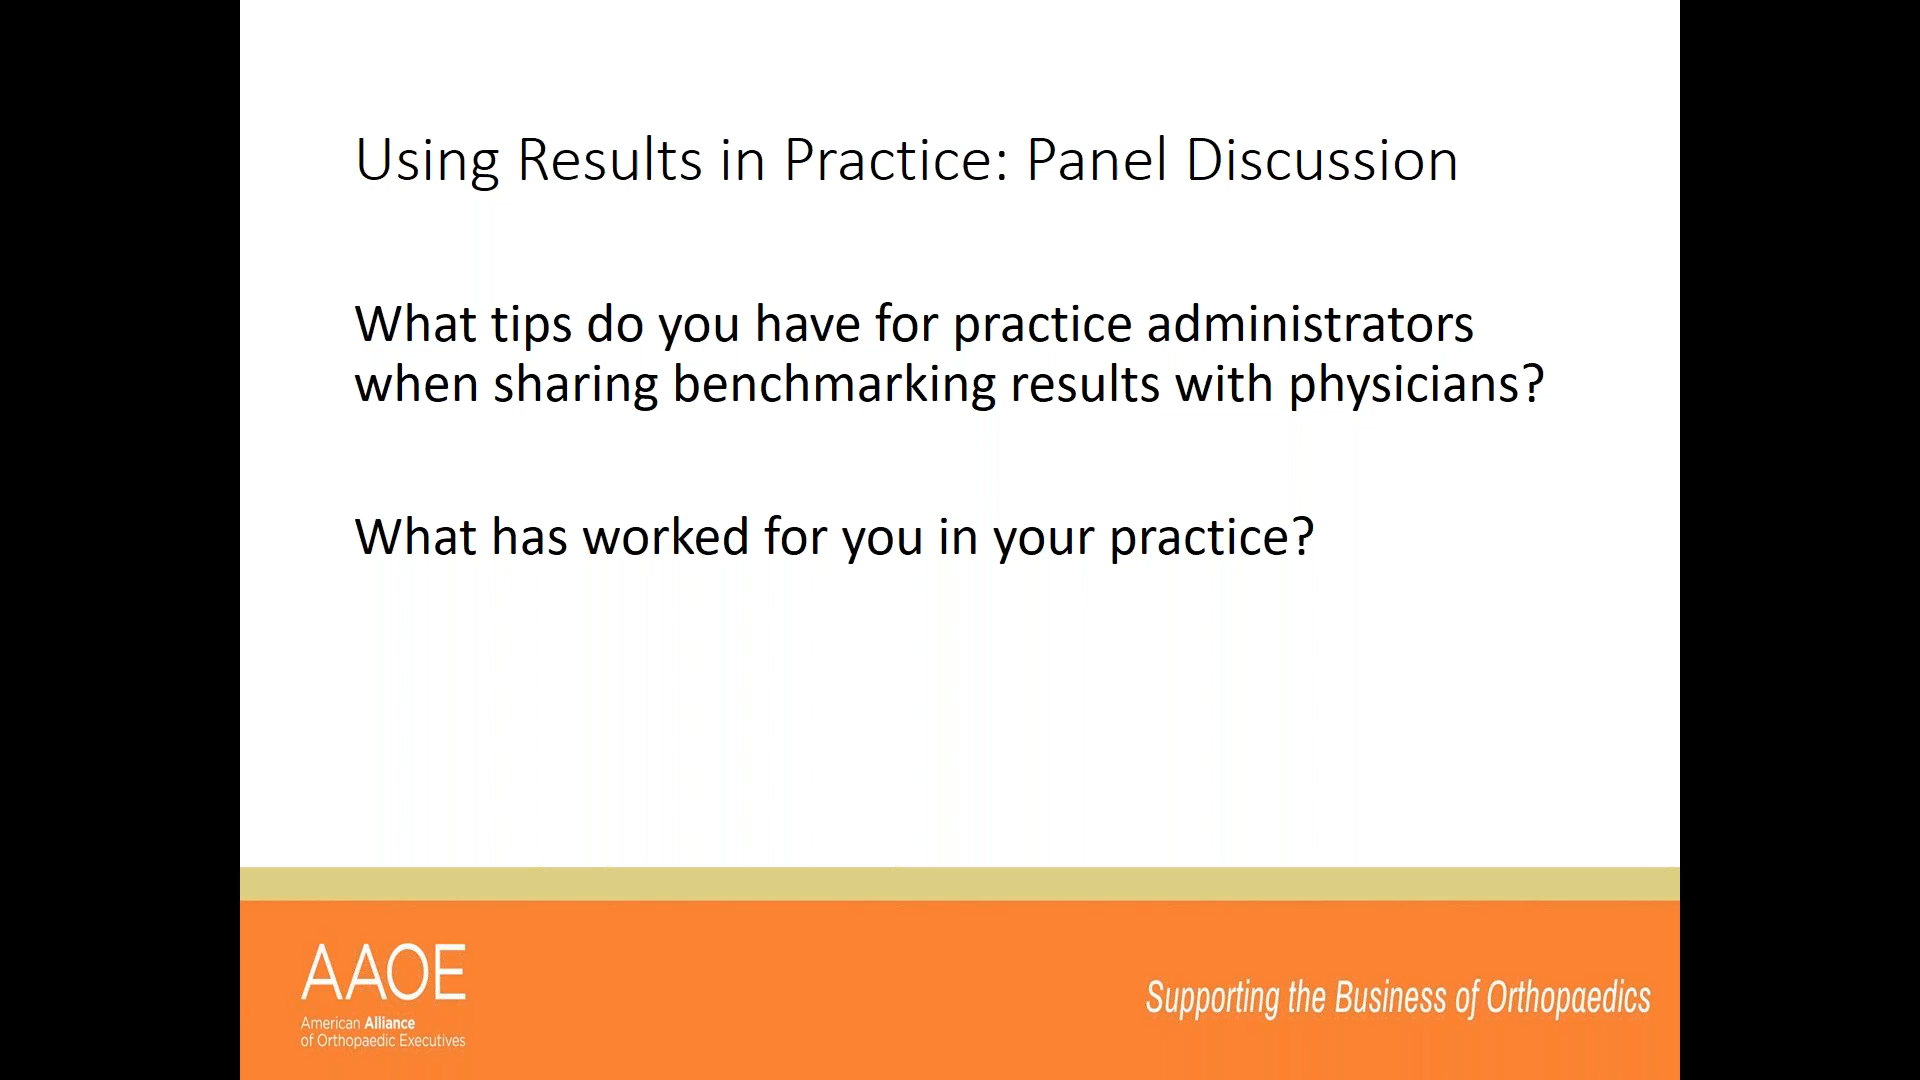 Using Results in Practice: Panel Discussion
What tips do you have for practice administrators
when sharing benchmarking results with physicians?
What has worked for you in your practice?
AAOE
American Alliance
of Orthopaedic Executives
Supporting the Business of Orthopaedics